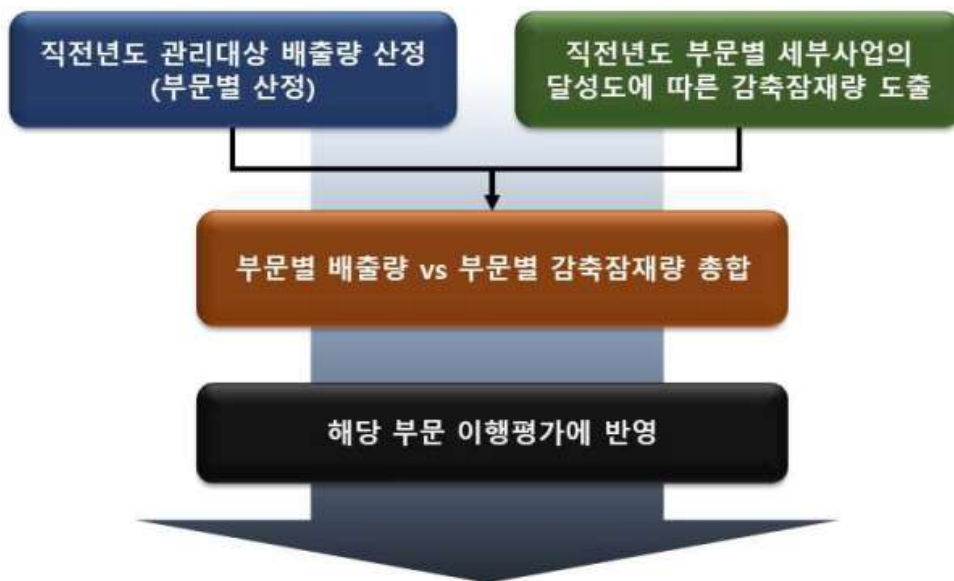 직전년도 관리대상 배출량 산정
(부문별 산정)
직전년도 부문별 세부사업의
달성도에 따른 감축잠재량 도출
부문별 배출량 vs 부문별 감축잠재량 총합
해당 부문 이행평가에 반영